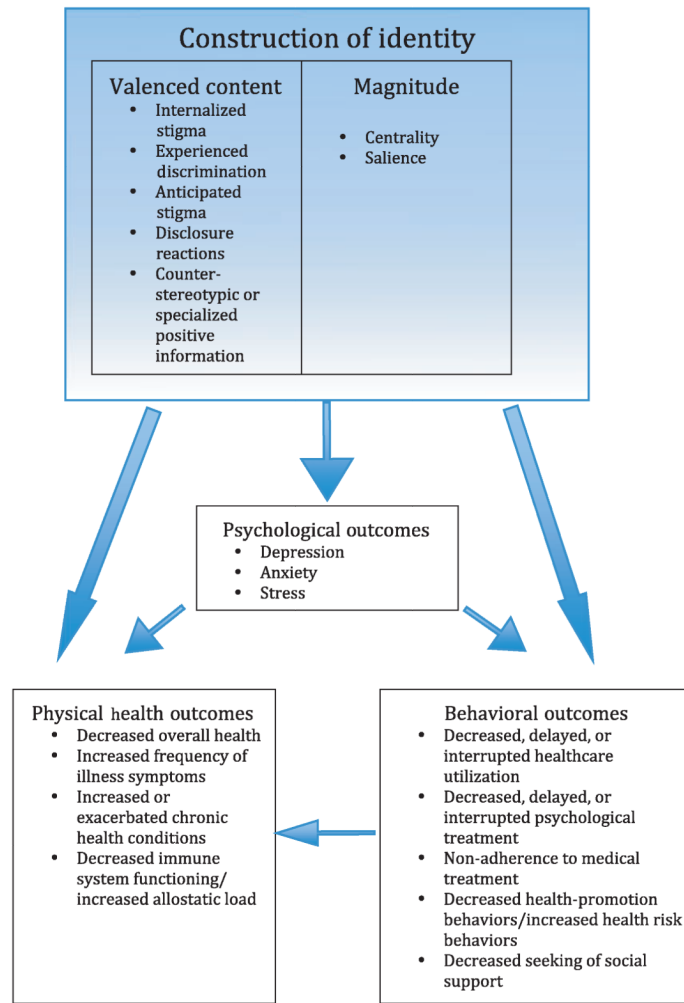 Construction of identity
Valenced content
• Internalized
stigma
• Experienced
discrimination
• Anticipated
stigma
• Disclosure
reactions
• Counter-
stereotypic or
specialized
positive
information
Magnitude
• Centrality
• Salience
Psychological outcomes
• Depression
• Anxiety
• Stress
Physical health outcomes
• Decreased overall health
• Increased frequency of
illness symptoms
• Increased or
exacerbated chronic
health conditions
• Decreased immune
system functioning/
increased allostatic load
Behavioral outcomes
• Decreased, delayed, or
interrupted healthcare
utilization
• Decreased, delayed, or
interrupted psychological
treatment
• Non-adherence to medical
treatment
• Decreased health-promotion
behaviors/increased health risk
behaviors
• Decreased seeking of social
support